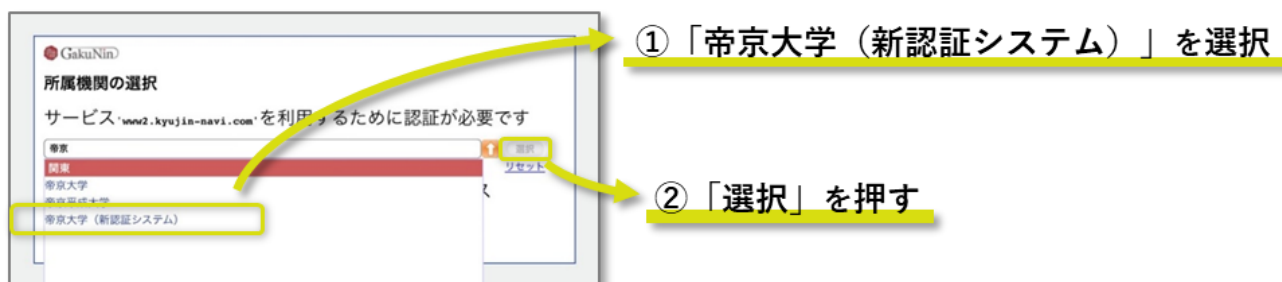 GakuNin
所属機関の選択
サービス'www2.kyujin-navi.com'を利用するために認証が必要です
帝京
選択
関東
リセット
帝京大学
帝京平成大学
帝京大学（新認証システム）
①「帝京大学（新認証システム）」を選択
②「選択」を押す